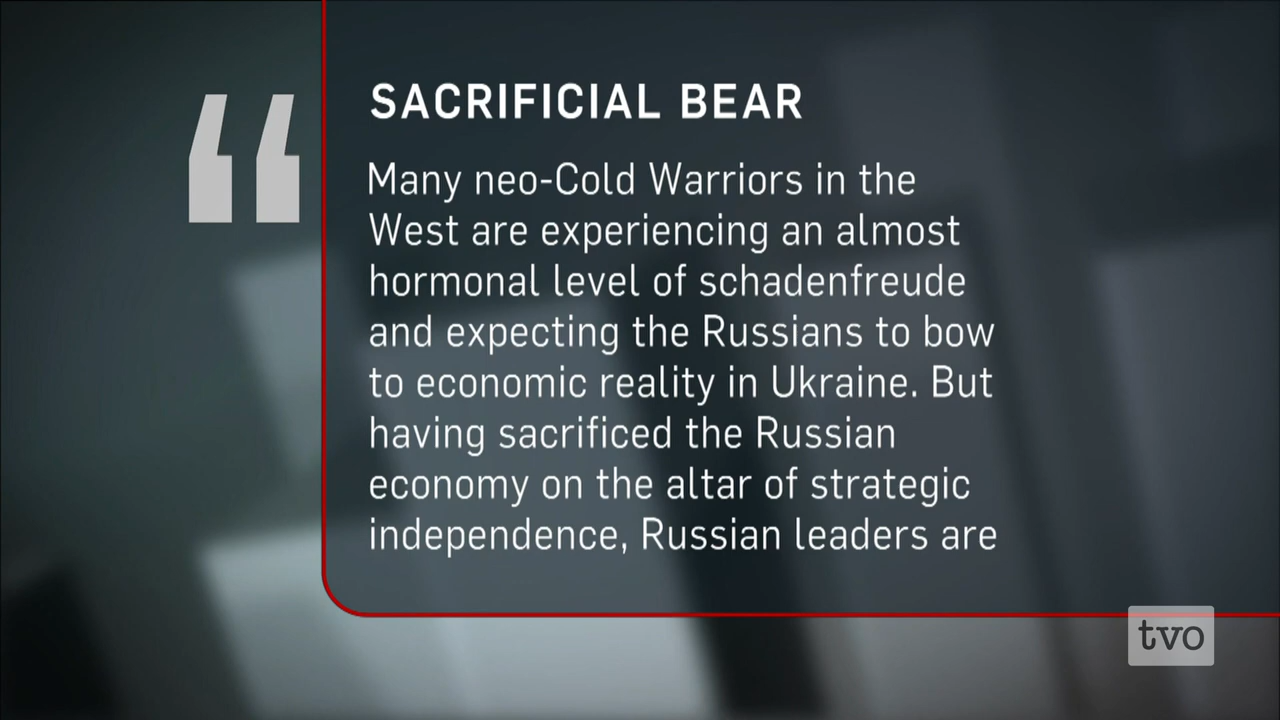 “
SACRIFICIAL BEAR
Many neo-Cold Warriors in the
West are experiencing an almost
hormonal level of schadenfreude
and expecting the Russians to bow
to economic reality in Ukraine. But
having sacrificed the Russian
economy on the altar of strategic
independence, Russian leaders are
tvo